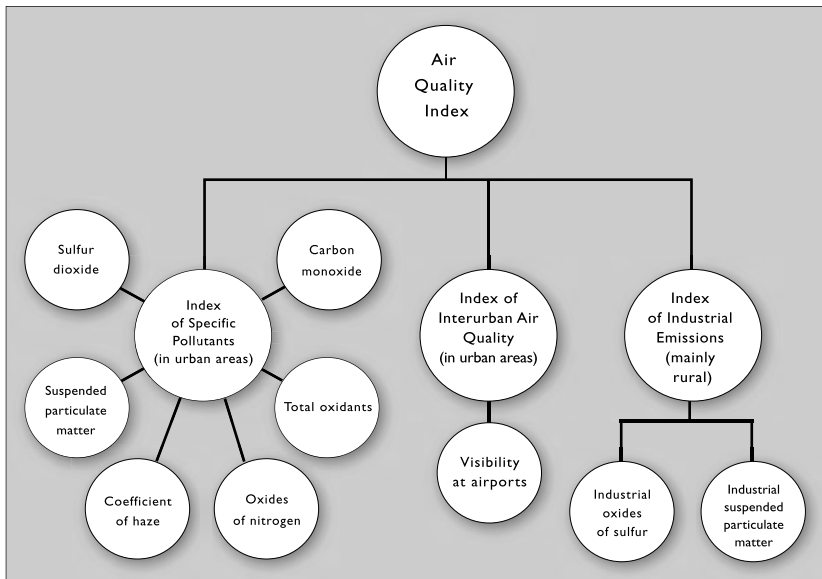 Air
Quality
Index
Sulfur
dioxide
Carbon
monoxide
Index
of Specific
Pollutants
(in urban areas)
Suspended
particulate
matter
Total oxidants
Coefficient
of haze
Oxides
of nitrogen
Index of
Interurban Air
Quality
(in urban areas)
Visibility
at airports
Index
of Industrial
Emissions
(mainly
rural)
Industrial
oxides
of sulfur
Industrial
suspended
particulate
matter